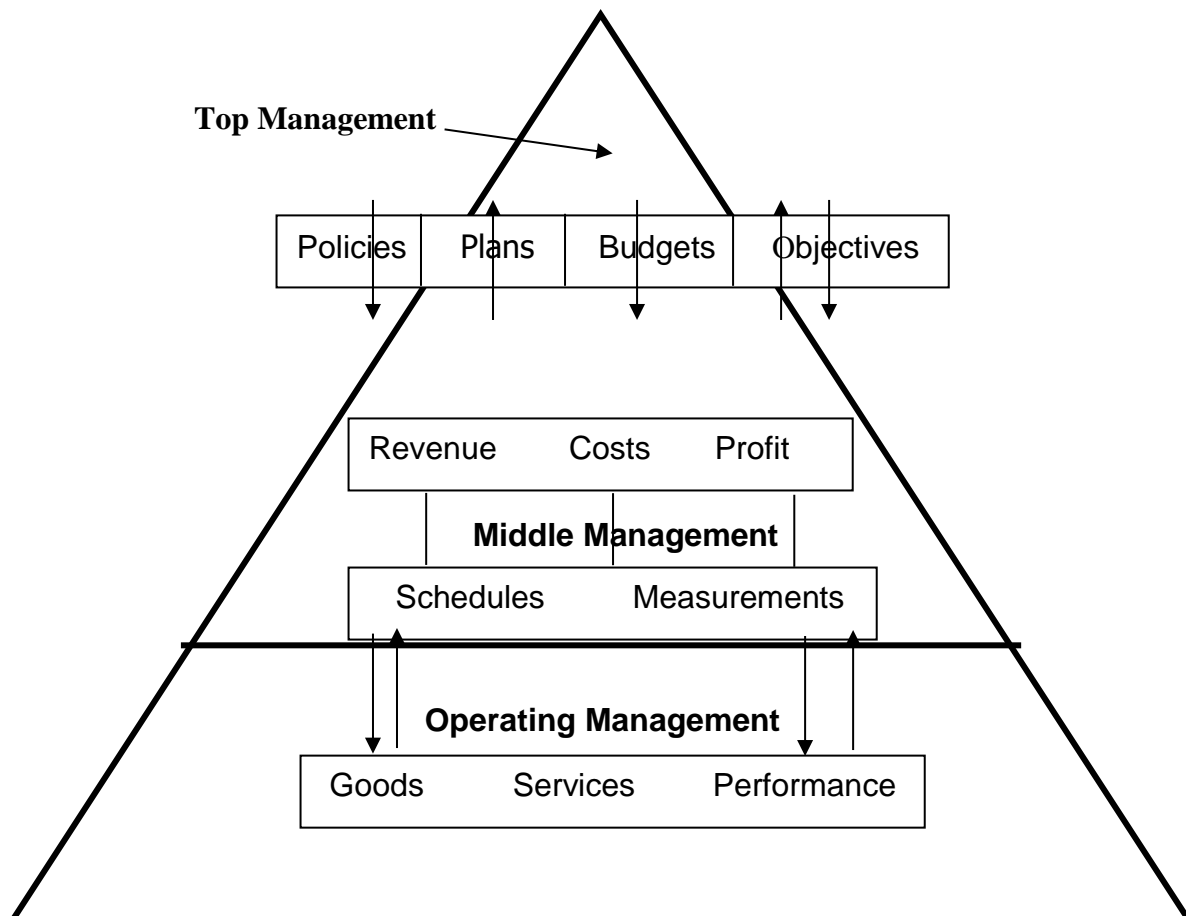 Top Management
Policies Plans Budgets Objectives
Revenue Costs Profit
Middle Management
Schedules Measurements
Operating Management
Goods Services Performance